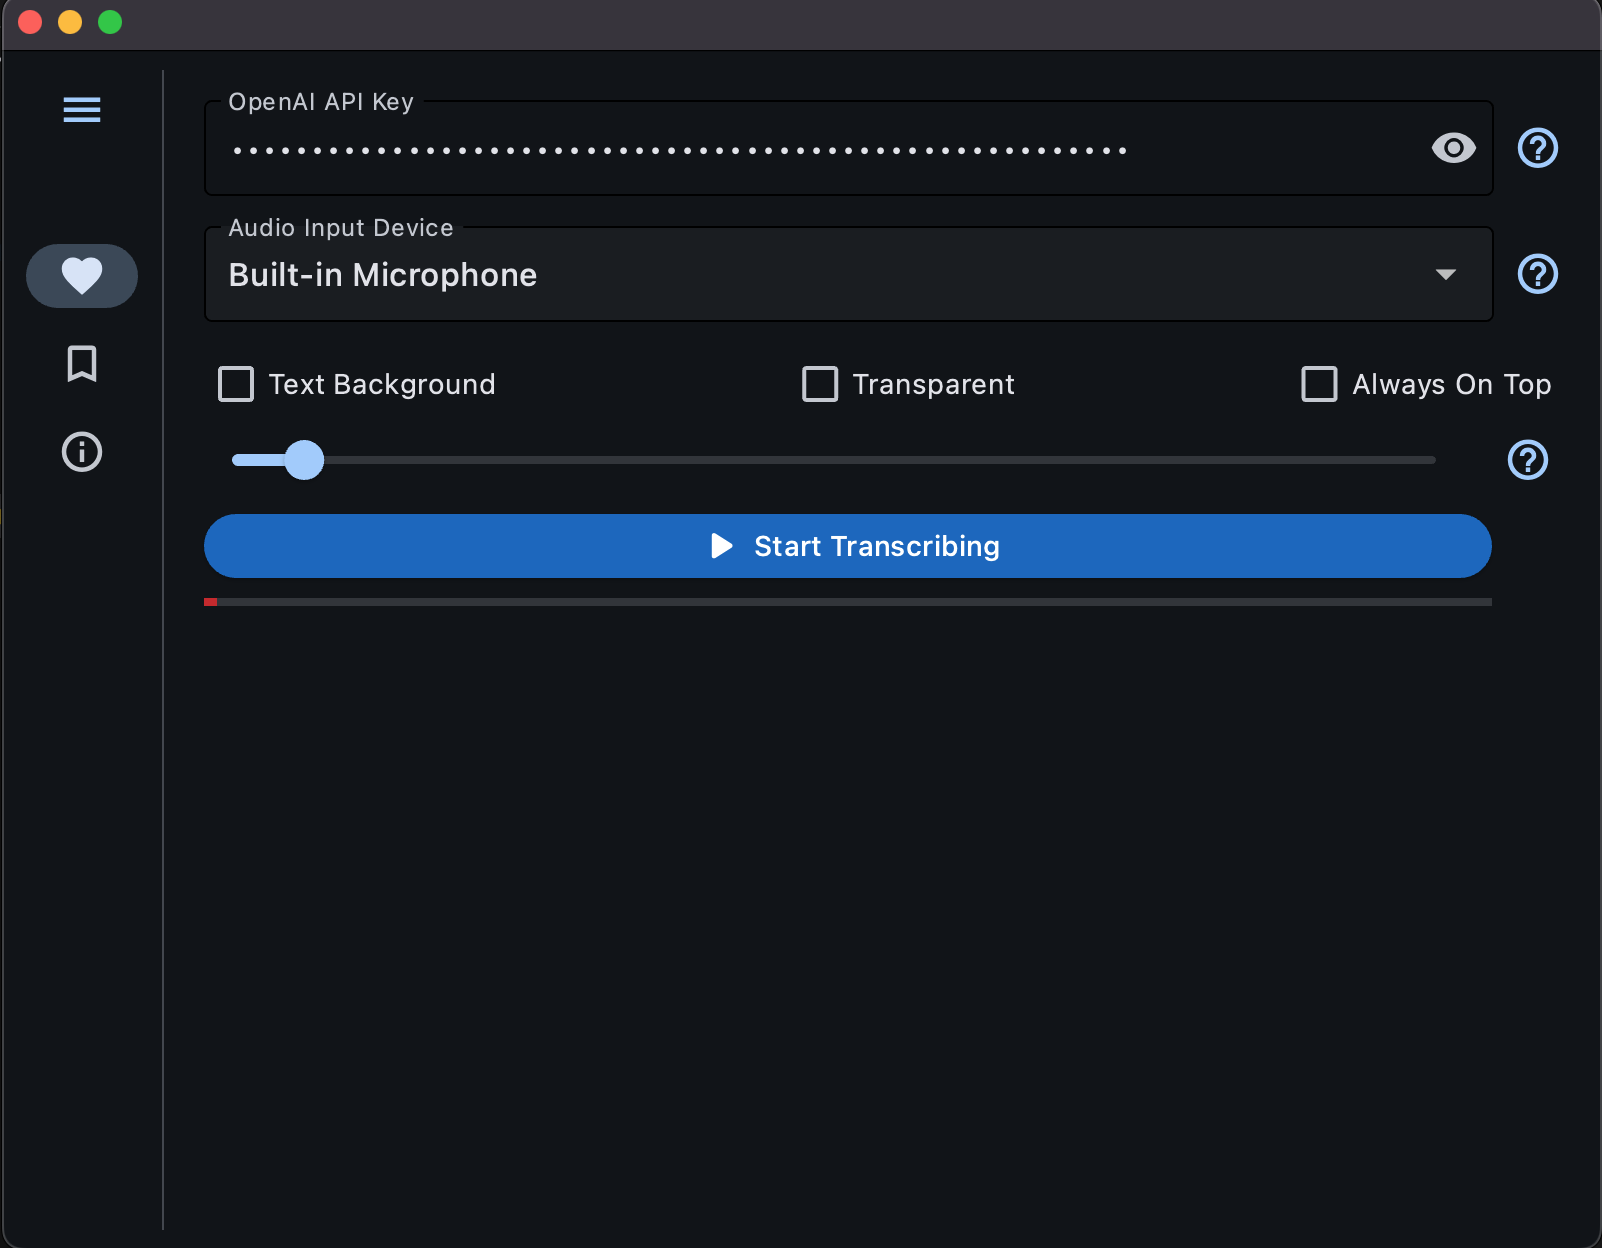 OpenAI API Key
Audio Input Device
Built-in Microphone
Text Background
Transparent
Always On Top
Start Transcribing